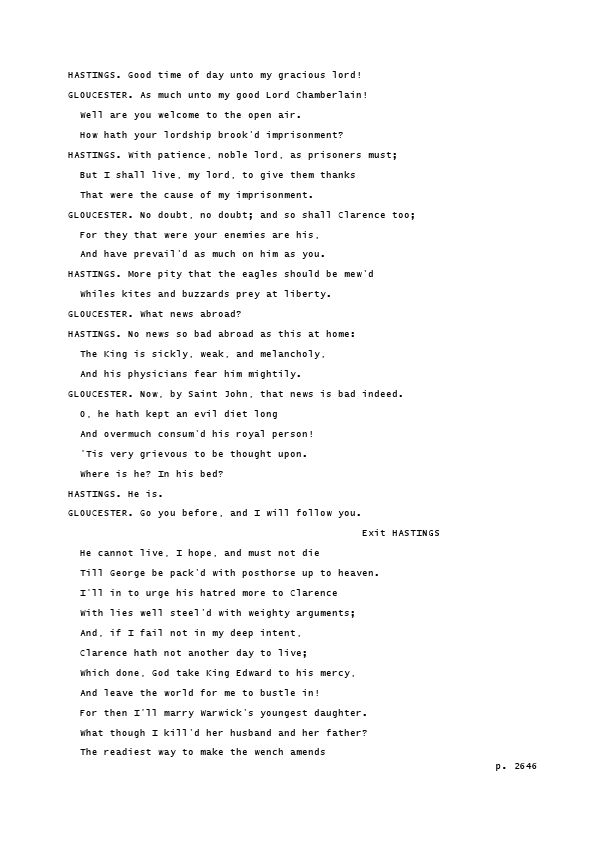 HASTINGS. Good time of day unto my gracious lord!
GLOUCESTER. As much unto my good Lord Chamberlain!
Well are you welcome to the open air.
How hath your lordship brook'd imprisonment?
HASTINGS. With patience, noble lord, as prisoners must;
But I shall live, my lord, to give them thanks
That were the cause of my imprisonment.
GLOUCESTER. No doubt, no doubt; and so shall Clarence too;
For they that were your enemies are his,
And have prevail'd as much on him as you.
HASTINGS. More pity that the eagles should be mew'd
Whiles kites and buzzards prey at liberty.
GLOUCESTER. What news abroad?
HASTINGS. No news so bad abroad as this at home:
The King is sickly, weak, and melancholy,
And his physicians fear him mightily.
GLOUCESTER. Now, by Saint John, that news is bad indeed.
O, he hath kept an evil diet long
And overmuch consum'd his royal person!
'Tis very grievous to be thought upon.
Where is he? In his bed?
HASTINGS. He is.
GLOUCESTER. Go you before, and I will follow you.
Exit HASTINGS
He cannot live, I hope, and must not die
Till George be pack'd with posthorse up to heaven.
I'll in to urge his hatred more to Clarence
With lies well steel'd with weighty arguments;
And, if I fail not in my deep intent,
Clarence hath not another day to live;
Which done, God take King Edward to his mercy,
And leave the world for me to bustle in!
For then I'll marry Warwick's youngest daughter.
What though I kill'd her husband and her father?
The readiest way to make the wench amends
p. 2646